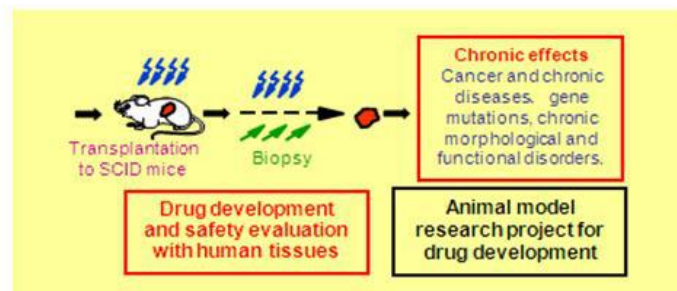 Chronic effects
Cancer and chronic
diseases, gene
mutations, chronic
morphological and
functional disorders.
Transplantation
to SCID mice
Biopsy
Drug development
and safety evaluation
with human tissues
Animal model
research project for
drug development